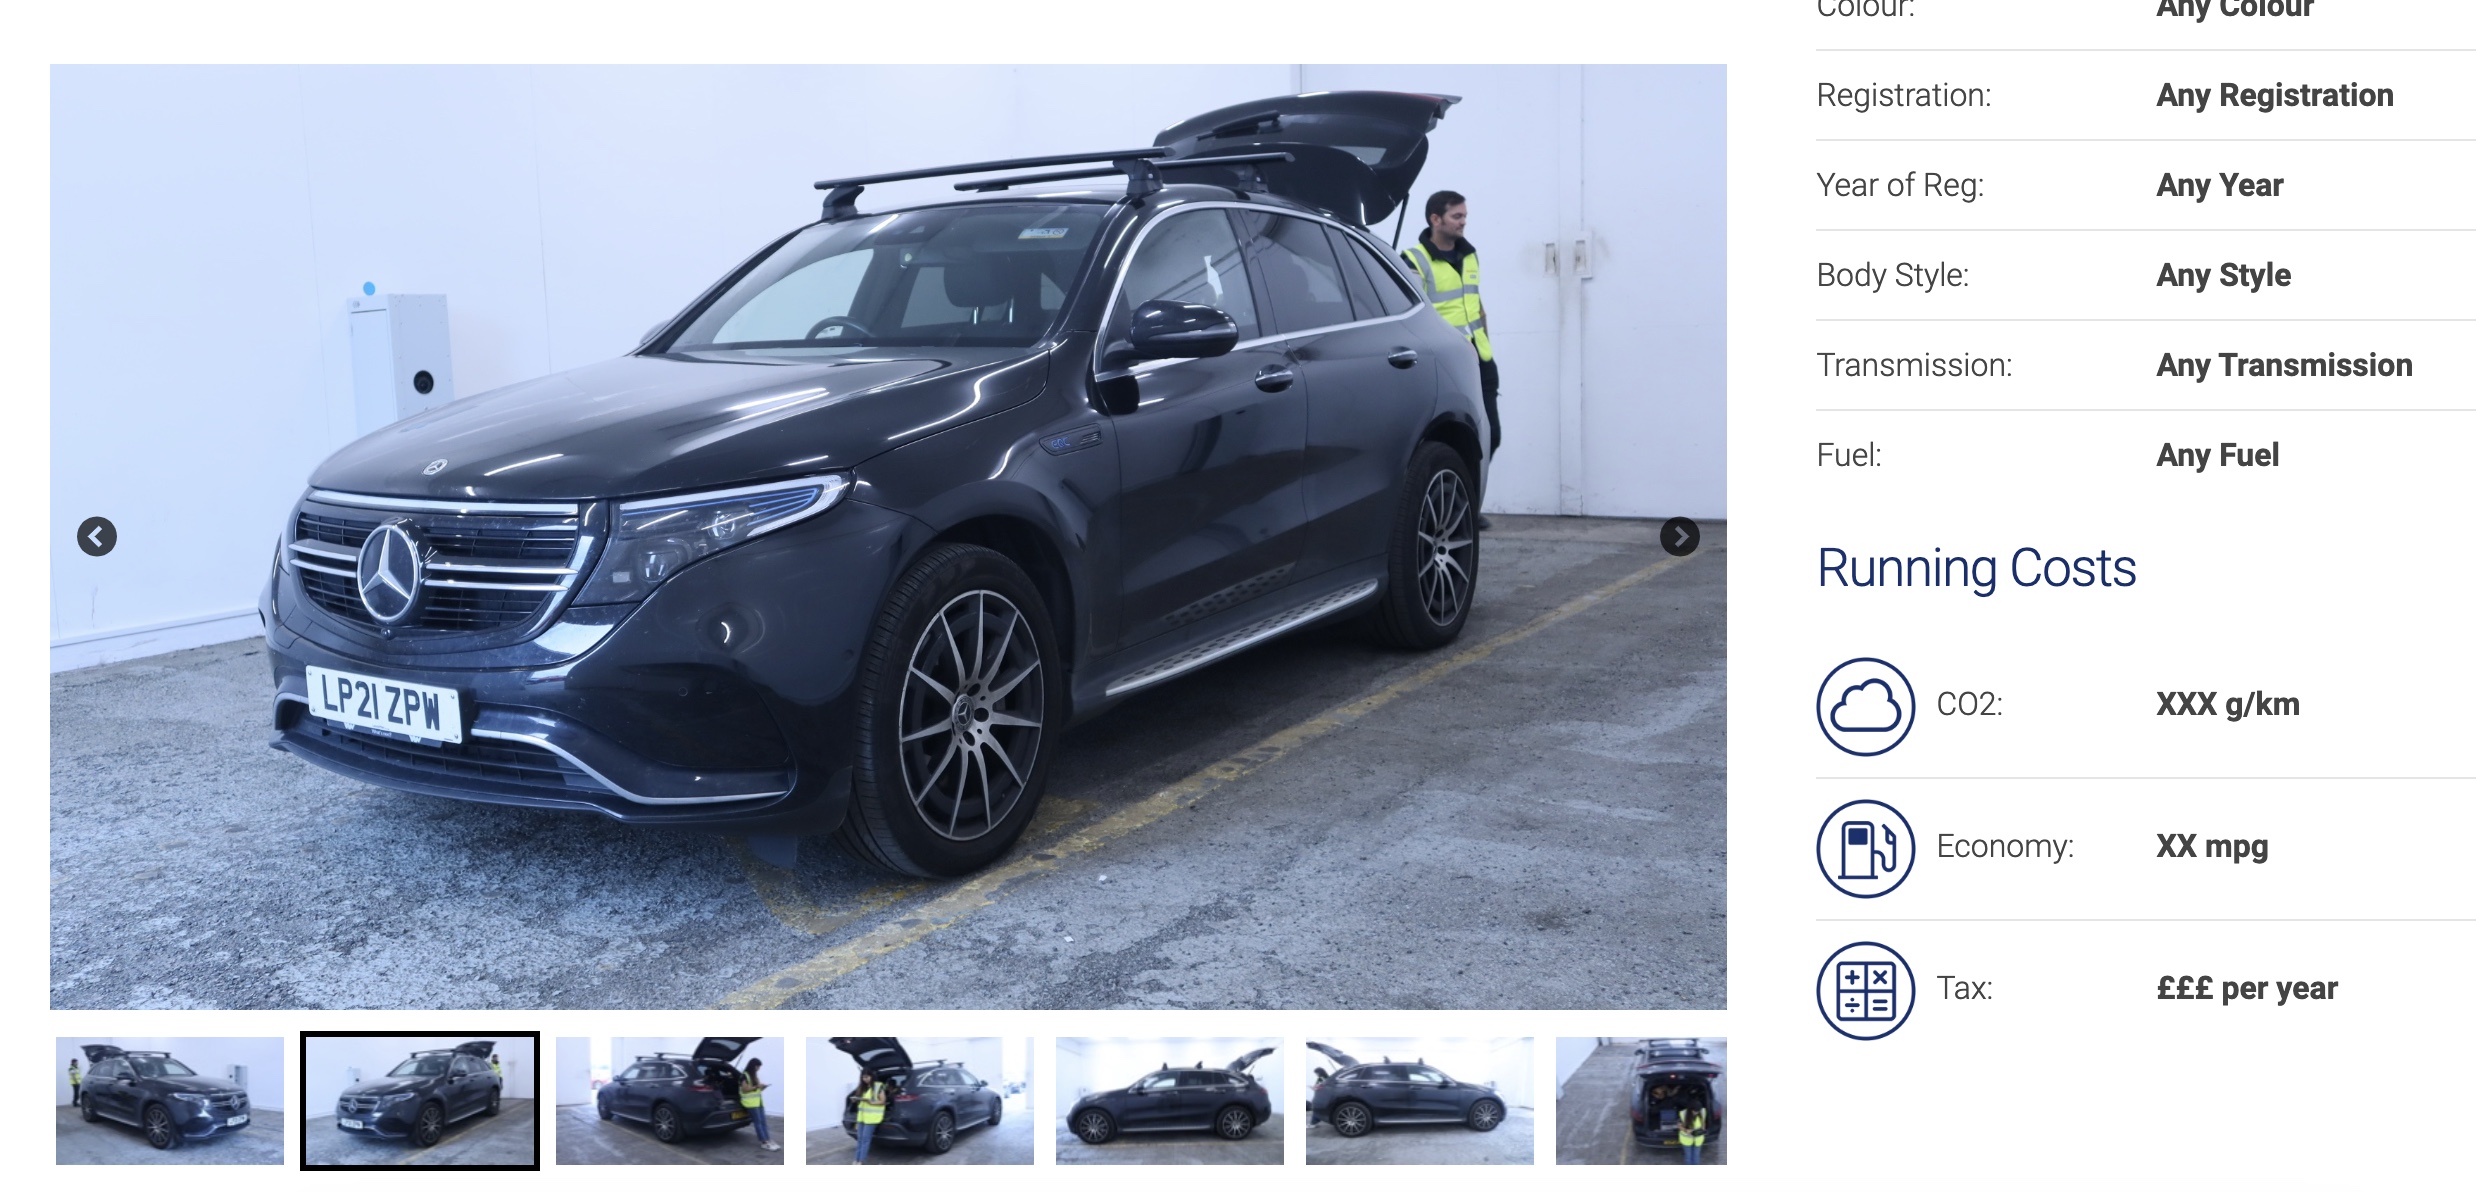 Colour: Any Colour
Registration: Any Registration
Year of Reg: Any Year
Body Style: Any Style
Transmission: Any Transmission
Fuel: Any Fuel
Running Costs
CO2: XXX g/km
Economy: XX mpg
Tax: £££ per year
LP21 ZPW
EQC